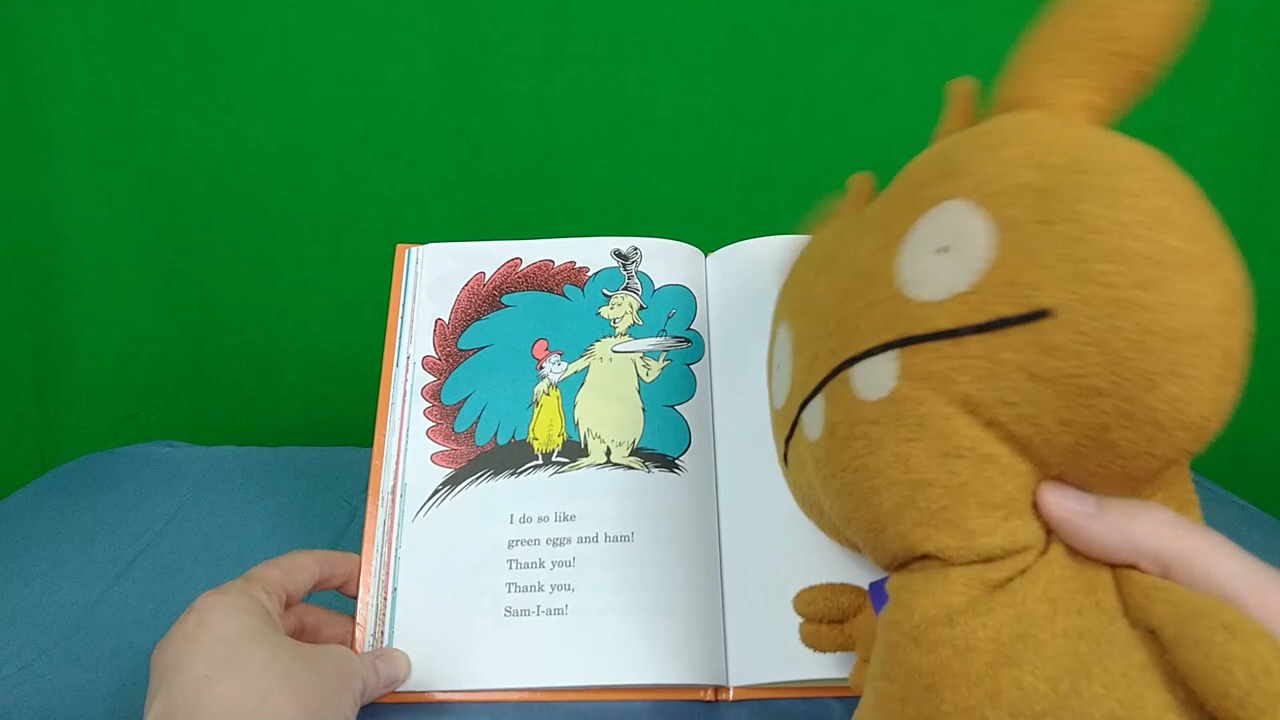 I do so like
green eggs and ham!
Thank you!
Thank you,
Sam-I-am!